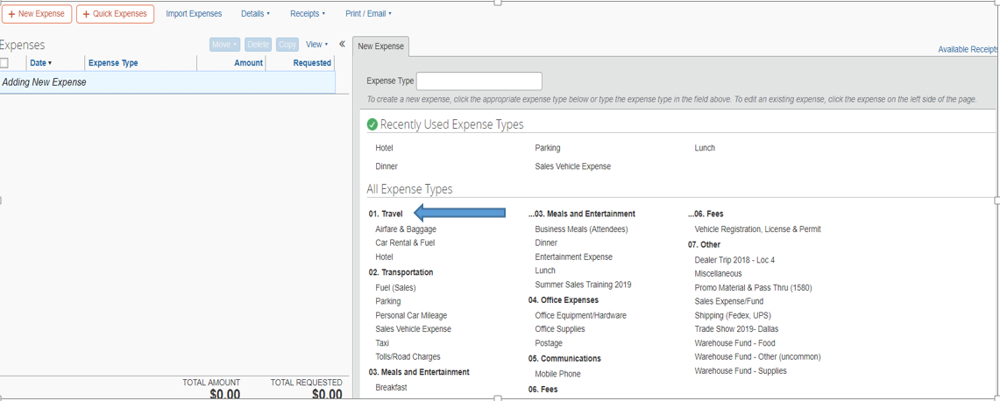 + New Expense + Quick Expenses Import Expenses Details ▾ Receipts ▾ Print / Email ▾
Expenses Move ▾ Delete Copy View ▾ «
Date ▾ Expense Type Amount Requested
Adding New Expense
TOTAL AMOUNT TOTAL REQUESTED
$0.00 $0.00
New Expense
Available Receipts
Expense Type
To create a new expense, click the appropriate expense type below or type the expense type in the field above. To edit an existing expense, click the expense on the left side of the page.
Recently Used Expense Types
Hotel Parking Lunch
Dinner Sales Vehicle Expense
All Expense Types
01. Travel
Airfare & Baggage
Car Rental & Fuel
Hotel
02. Transportation
Fuel (Sales)
Parking
Personal Car Mileage
Sales Vehicle Expense
Taxi
Tolls/Road Charges
03. Meals and Entertainment
Breakfast
...03. Meals and Entertainment
Business Meals (Attendees)
Dinner
Entertainment Expense
Lunch
Summer Sales Training 2019
04. Office Expenses
Office Equipment/Hardware
Office Supplies
Postage
05. Communications
Mobile Phone
06. Fees
...06. Fees
Vehicle Registration, License & Permit
07. Other
Dealer Trip 2018 - Loc 4
Miscellaneous
Promo Material & Pass Thru (1580)
Sales Expense/Fund
Shipping (Fedex, UPS)
Trade Show 2019- Dallas
Warehouse Fund - Food
Warehouse Fund - Other (uncommon)
Warehouse Fund - Supplies